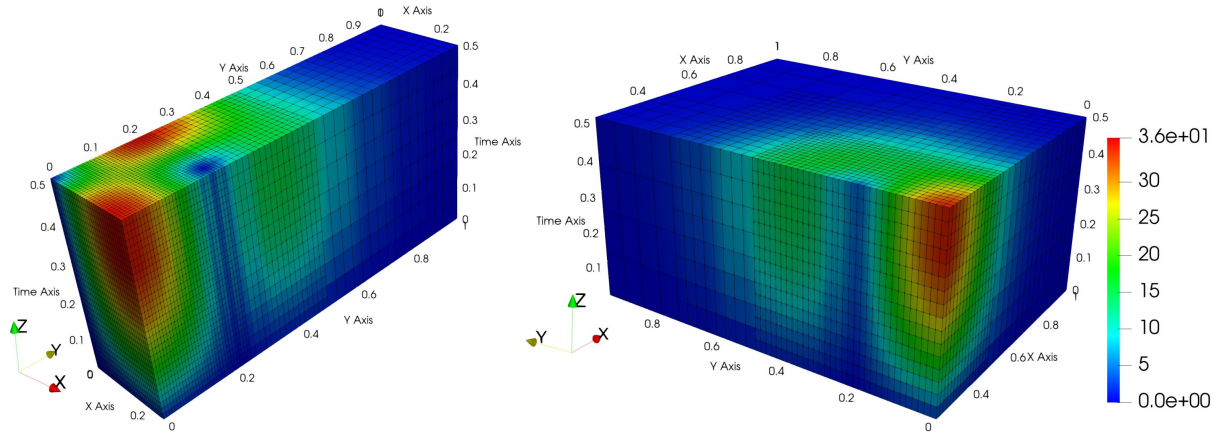 0 X Axis
0.9 0.2
0.8 0.5
0.7
0.6
Y Axis
0.5 0.4
0.4
0.3 0.3
0.2 Time Axis
0.1 0.2
0 0.1
0.5 0
0.4 Y
0.3 0.8
Time Axis
0.2 0.6
0.1 Y Axis
0.4
0
0.2
X Axis
0.2 0
Z
Y
X
1
0.8 0.8 Y Axis
X Axis
0.6 0.6
0.4 0.4
0.2
0.5 0
0.5
0.4 0.4
0.3 0.3
Time Axis
0.2 0.2
0.1 0.1
0
Y
0.8 0.8
0.6 0.6 X Axis
Y Axis 0.4
0.4
0.2
0
Z
Y X
3.6e+01
30
25
20
15
10
5
0.0e+00